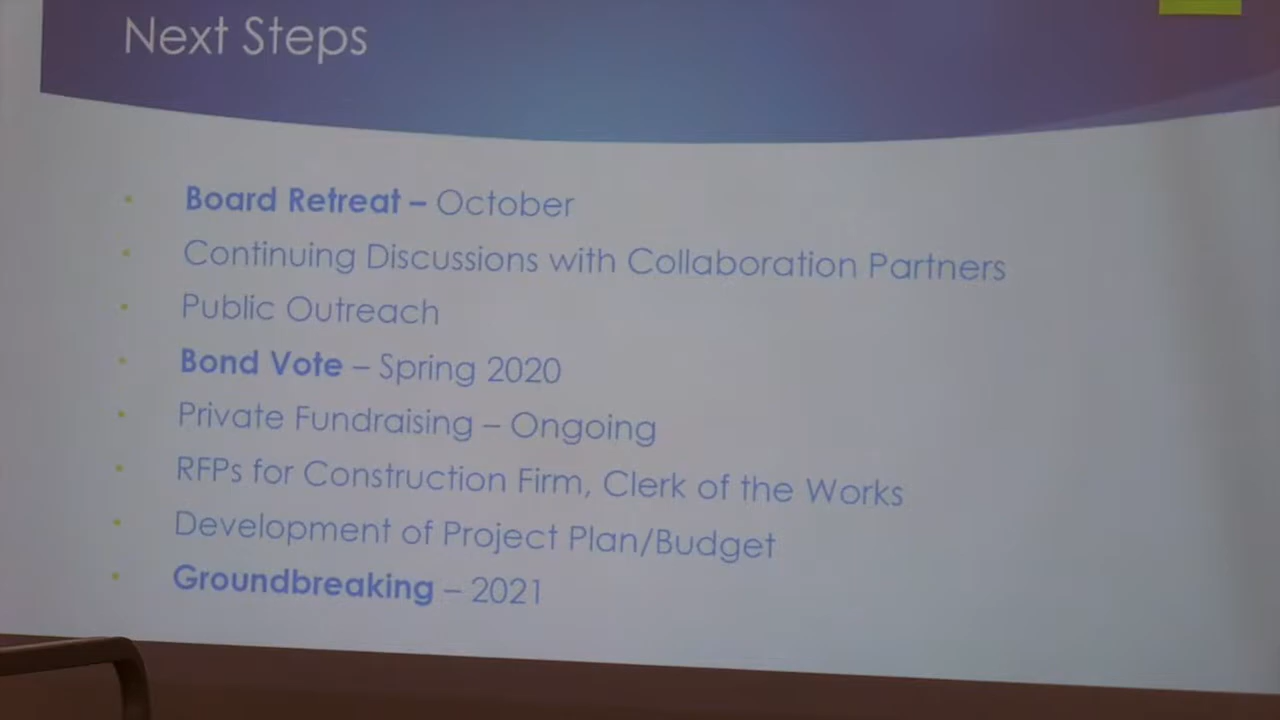 Next Steps
Board Retreat – October
Continuing Discussions with Collaboration Partners
Public Outreach
Bond Vote – Spring 2020
Private Fundraising – Ongoing
RFPs for Construction Firm, Clerk of the Works
Development of Project Plan/Budget
Groundbreaking – 2021